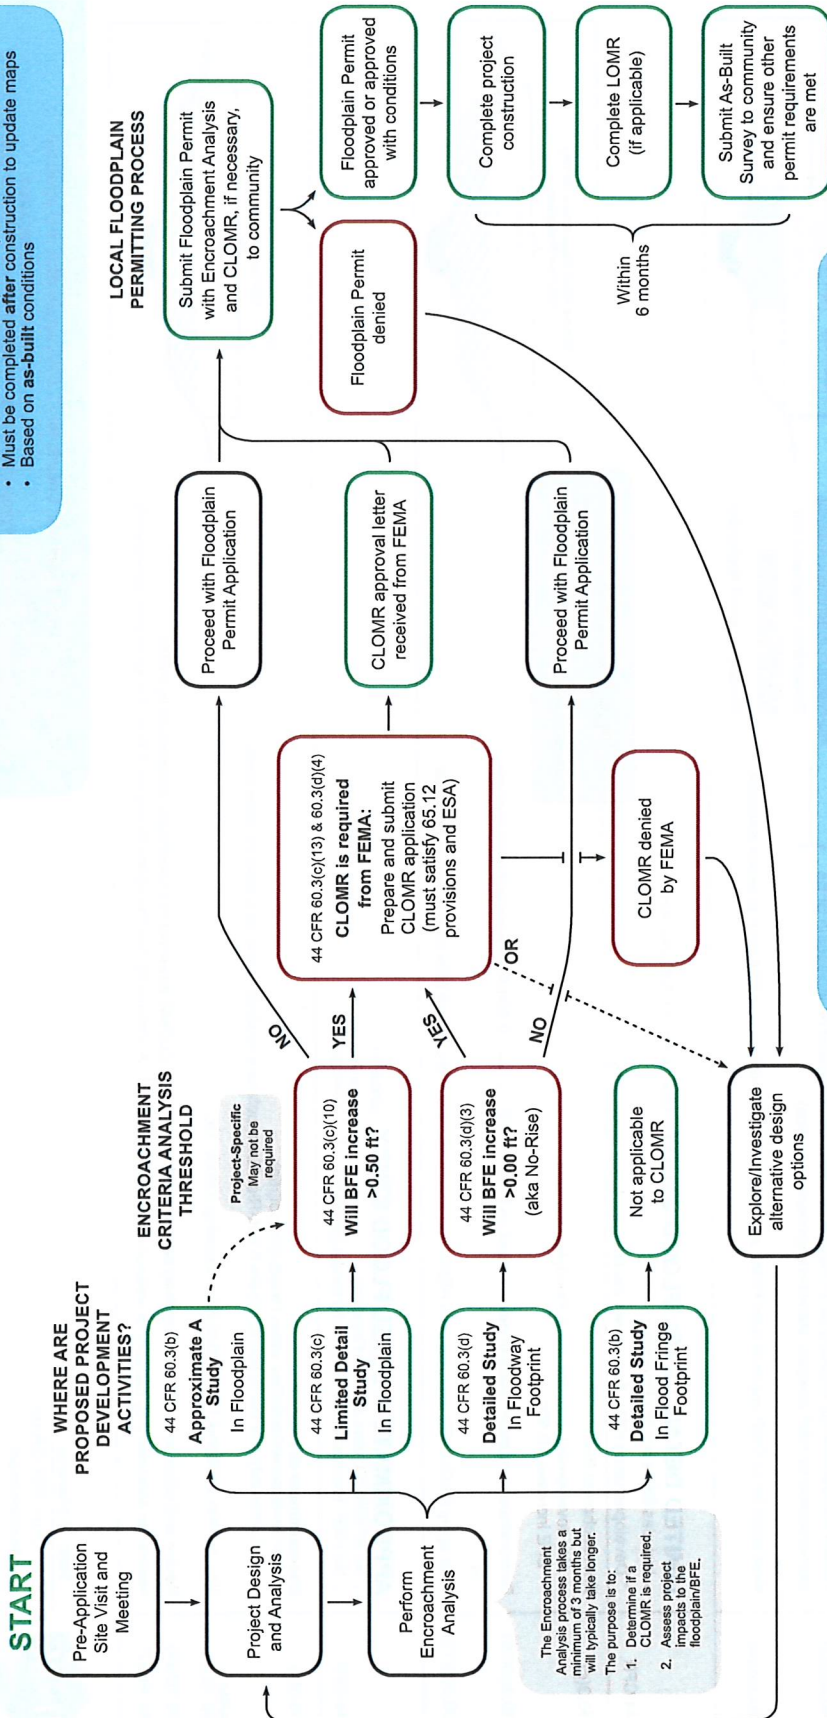 • Must be completed after construction to update maps
• Based on as-built conditions
START
Pre-Application
Site Visit and
Meeting
Project Design
and Analysis
Perform
Encroachment
Analysis
The Encroachment
Analysis process takes a
minimum of 3 months but
will typically take longer.
The purpose is to:
1. Determine if a
CLOMR is required.
2. Assess project
impacts to the
floodplain/BFE.
WHERE ARE
PROPOSED PROJECT
DEVELOPMENT
ACTIVITIES?
44 CFR 60.3(b)
Approximate A
Study
In Floodplain
44 CFR 60.3(c)
Limited Detail
Study
In Floodplain
44 CFR 60.3(d)
Detailed Study
In Floodway
Footprint
44 CFR 60.3(b)
Detailed Study
In Flood Fringe
Footprint
ENCROACHMENT
CRITERIA ANALYSIS
THRESHOLD
Project-Specific
May not be
required
44 CFR 60.3(c)(10)
Will BFE increase
>0.50 ft?
44 CFR 60.3(d)(3)
Will BFE increase
>0.00 ft?
(aka No-Rise)
Not applicable
to CLOMR
Explore/Investigate
alternative design
options
NO
YES
YES
NO
OR
44 CFR 60.3(c)(13) & 60.3(d)(4)
CLOMR is required
from FEMA:
Prepare and submit
CLOMR application
(must satisfy 65.12
provisions and ESA)
CLOMR denied
by FEMA
Proceed with Floodplain
Permit Application
CLOMR approval letter
received from FEMA
Proceed with Floodplain
Permit Application
LOCAL FLOODPLAIN
PERMITTING PROCESS
Submit Floodplain Permit
with Encroachment Analysis
and CLOMR, if necessary,
to community
Floodplain Permit
denied
Floodplain Permit
approved or approved
with conditions
Complete project
construction
Complete LOMR
(if applicable)
Submit As-Built
Survey to community
and ensure other
permit requirements
are met
Within
6 months